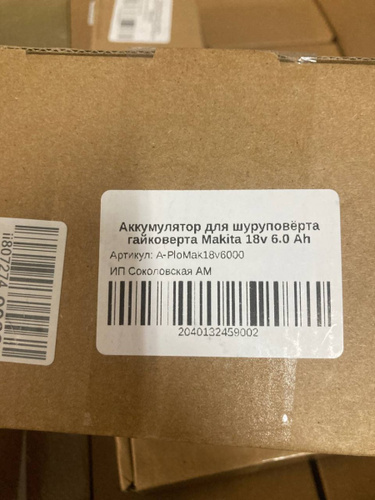 Аккумулятор для шуруповёрта
гайковерта Makita 18v 6.0 Ah
Артикул: A-PloMak18v6000
ИП Соколовская АМ
2040132459002